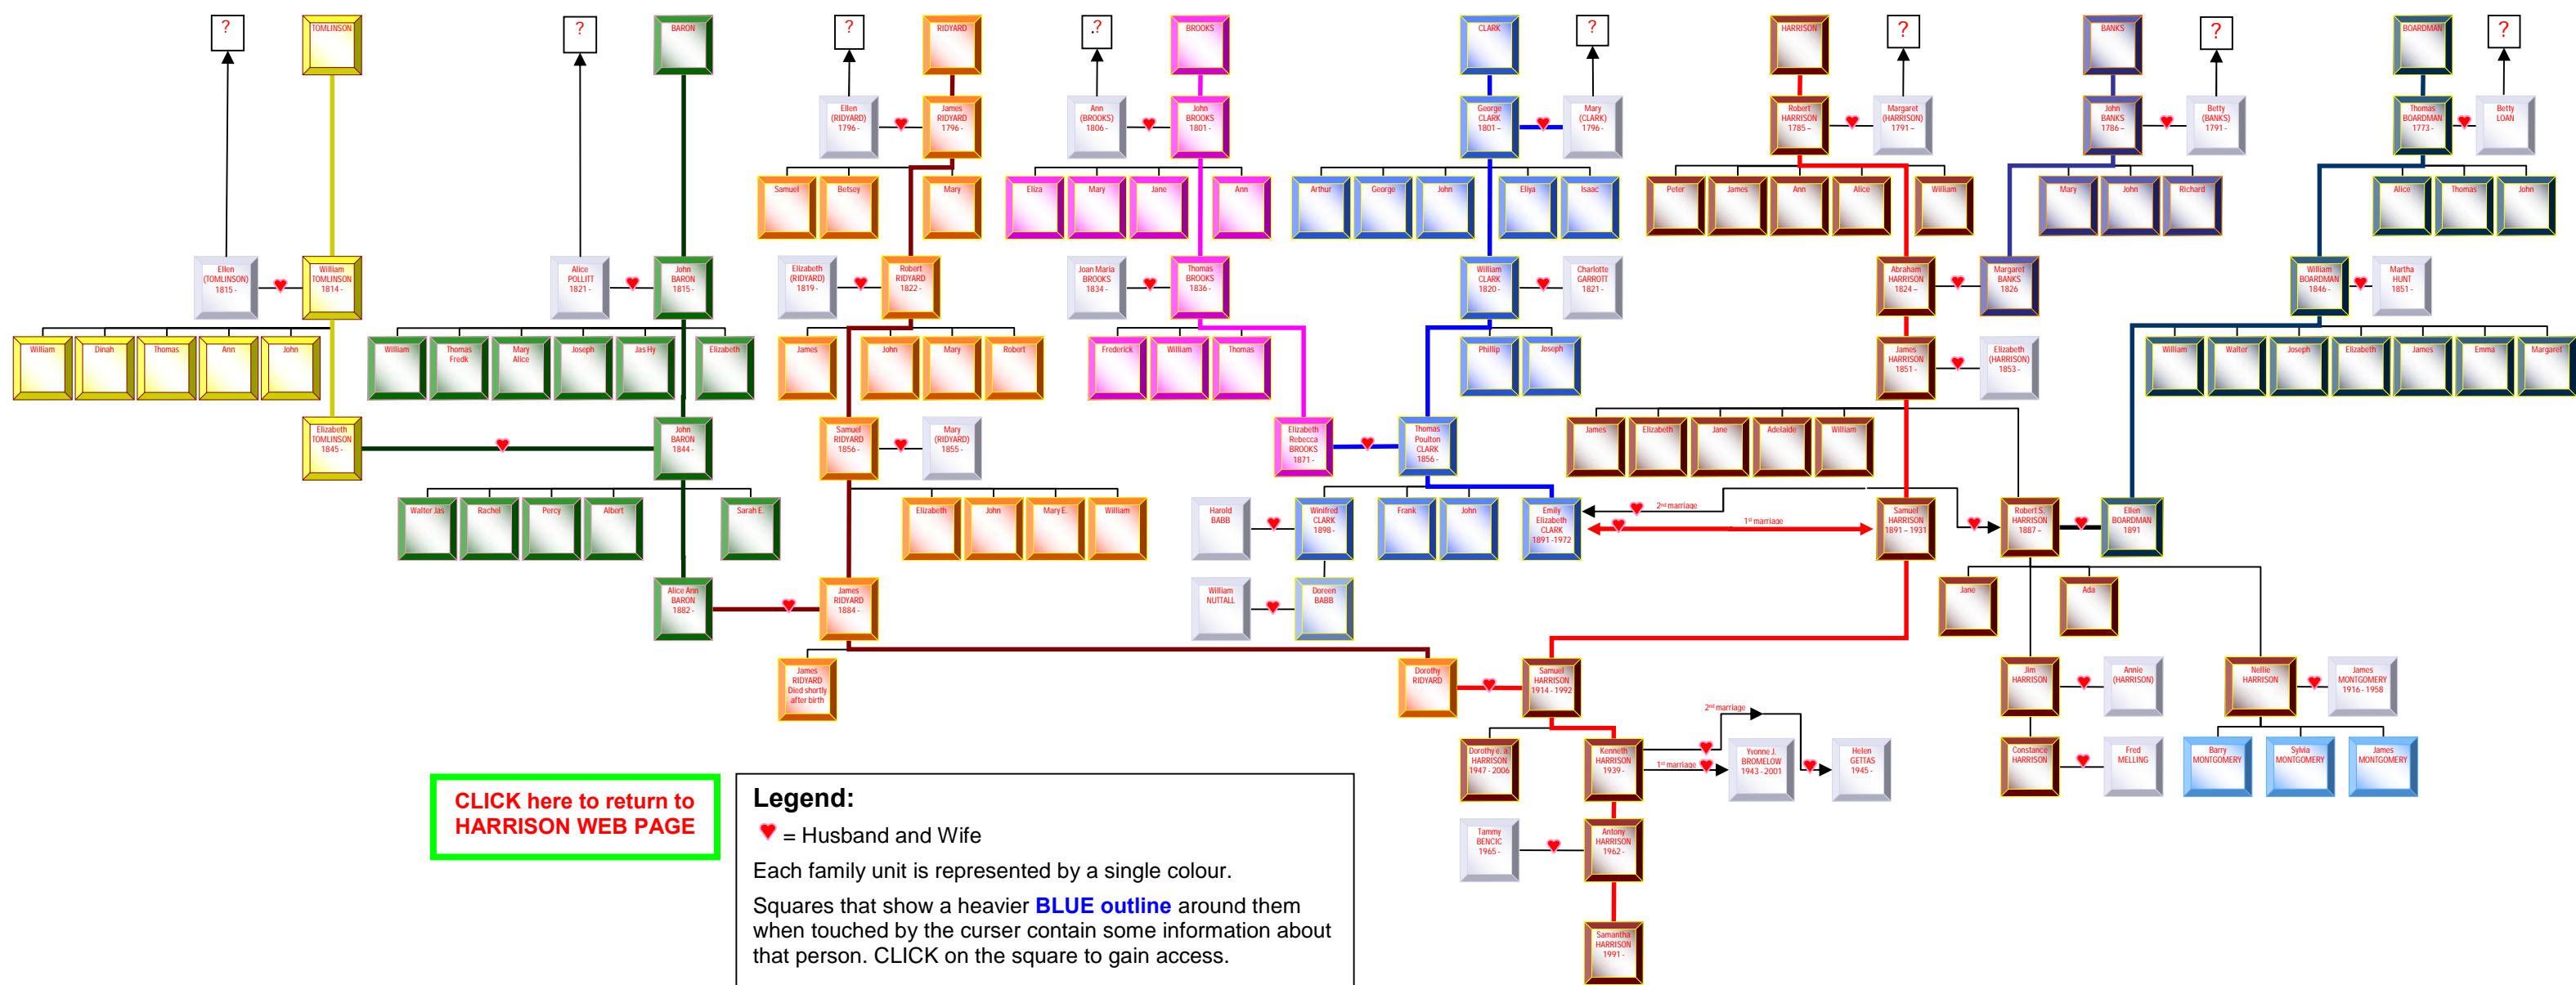 ?
TOMLINSON
?
BARON
?
RIDYARD
.?
BROOKS
CLARK
?
HARRISON
?
BANKS
?
BOARDMAN
?
Ellen
(RIDYARD)
1796 -
James
RIDYARD
1796 -
Ann
(BROOKS)
1806 -
John
BROOKS
1801 -
George
CLARK
1801 –
Mary
(CLARK)
1796 -
Robert
HARRISON
1785 –
Margaret
(HARRISON)
1791 –
John
BANKS
1786 –
Betty
(BANKS)
1791 -
Thomas
BOARDMAN
1773 -
Betty
LOAN
Samuel
Betsey
Mary
Eliza
Mary
Jane
Ann
Arthur
George
John
Eliya
Isaac
Peter
James
Ann
Alice
William
Mary
John
Richard
Alice
Thomas
John
Ellen
(TOMLINSON)
1815 -
William
TOMLINSON
1814 -
Alice
POLLITT
1821 -
John
BARON
1815 -
Elizabeth
(RIDYARD)
1819 -
Robert
RIDYARD
1822 -
Joan Maria
BROOKS
1834 -
Thomas
BROOKS
1836 -
William
CLARK
1820 -
Charlotte
GARROTT
1821 -
Abraham
HARRISON
1824 –
Margaret
BANKS
1826
William
BOARDMAN
1846 -
Martha
HUNT
1851 -
William
Dinah
Thomas
Ann
John
William
Thomas
Fredk
Mary
Alice
Joseph
Jas Hy
Elizabeth
James
John
Mary
Robert
Frederick
William
Thomas
Phillip
Joseph
James
HARRISON
1851 -
Elizabeth
(HARRISON)
1853 -
William
Walter
Joseph
Elizabeth
James
Emma
Margaret
Elizabeth
TOMLINSON
1845 -
John
BARON
1844 -
Samuel
RIDYARD
1856 -
Mary
(RIDYARD)
1855 -
Elizabeth
Rebecca
BROOKS
1871 -
Thomas
Poulton
CLARK
1856 -
James
Elizabeth
Jane
Adelaide
William
Walter Jas
Rachel
Percy
Albert
Sarah E.
Elizabeth
John
Mary E.
William
Harold
BABB
Winifred
CLARK
1898 -
Frank
John
Emily
Elizabeth
CLARK
1891 -1972
2nd marriage
1st marriage
Samuel
HARRISON
1891 – 1931
Robert S.
HARRISON
1887 –
Ellen
BOARDMAN
1891
Alice Ann
BARON
1882 -
James
RIDYARD
1884 -
William
NUTTALL
Doreen
BABB
Jane
Ada
James
RIDYARD
Died shortly
after birth
Dorothy
RIDYARD
Samuel
HARRISON
1914 - 1992
Jim
HARRISON
Annie
(HARRISON)
Nellie
HARRISON
James
MONTGOMERY
1916 - 1958
2nd marriage
1st marriage
Dorothy e. a.
HARRISON
1947 - 2006
Kenneth
HARRISON
1939 -
Yvonne J.
BROMELOW
1943 - 2001
Helen
GETTAS
1945 -
Constance
HARRISON
Fred
MELLING
Barry
MONTGOMERY
Sylvia
MONTGOMERY
James
MONTGOMERY
Tammy
BENCIC
1965 -
Antony
HARRISON
1962 -
Samantha
HARRISON
1991 -
CLICK here to return to
HARRISON WEB PAGE
Legend:
= Husband and Wife
Each family unit is represented by a single colour.
Squares that show a heavier BLUE outline around them
when touched by the curser contain some information about
that person. CLICK on the square to gain access.